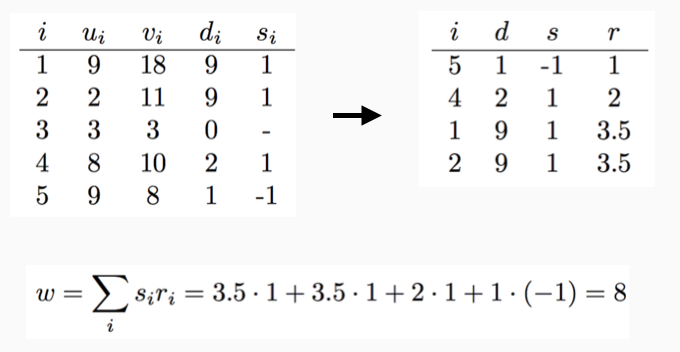 i u_i v_i d_i s_i
1 9 18 9 1
2 2 11 9 1
3 3 3 0 -
4 8 10 2 1
5 9 8 1 -1
i d s r
5 1 -1 1
4 2 1 2
1 9 1 3.5
2 9 1 3.5
w = ∑_i s_i r_i = 3.5 · 1 + 3.5 · 1 + 2 · 1 + 1 · (−1) = 8